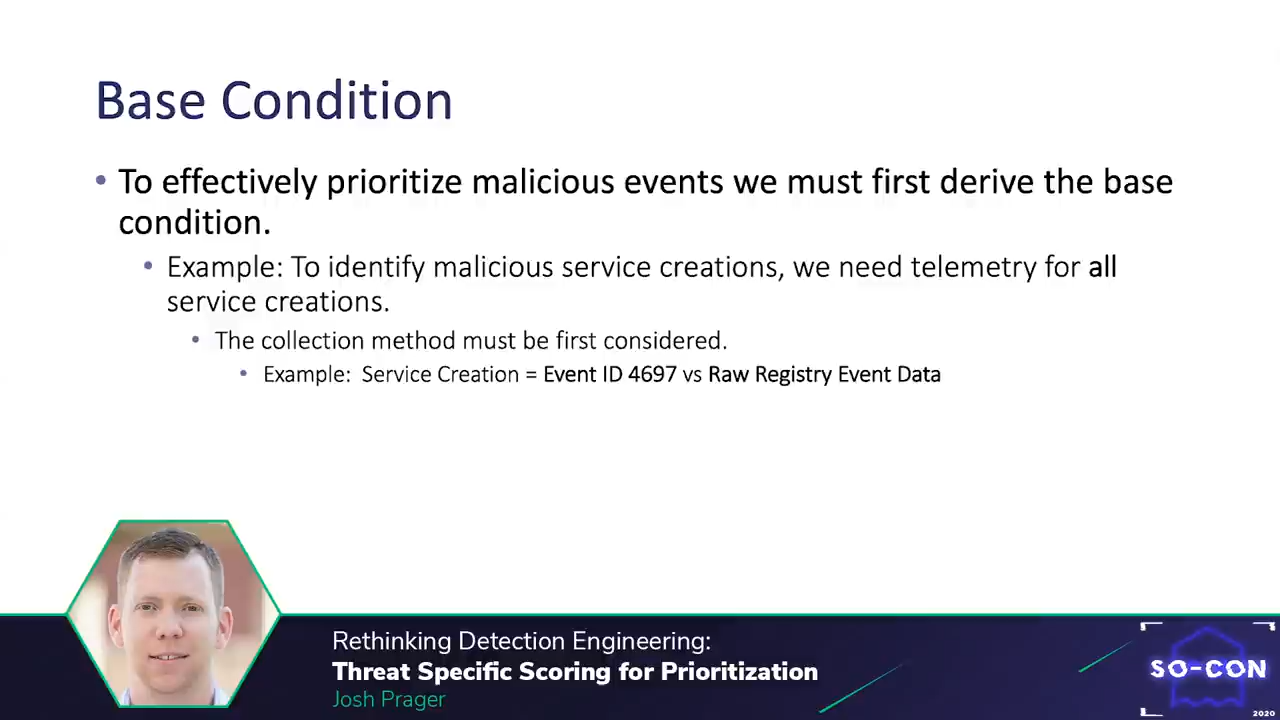 Base Condition
• To effectively prioritize malicious events we must first derive the base
condition.
• Example: To identify malicious service creations, we need telemetry for all
service creations.
• The collection method must be first considered.
• Example: Service Creation = Event ID 4697 vs Raw Registry Event Data
Rethinking Detection Engineering:
Threat Specific Scoring for Prioritization
Josh Prager
SO-CON
2020